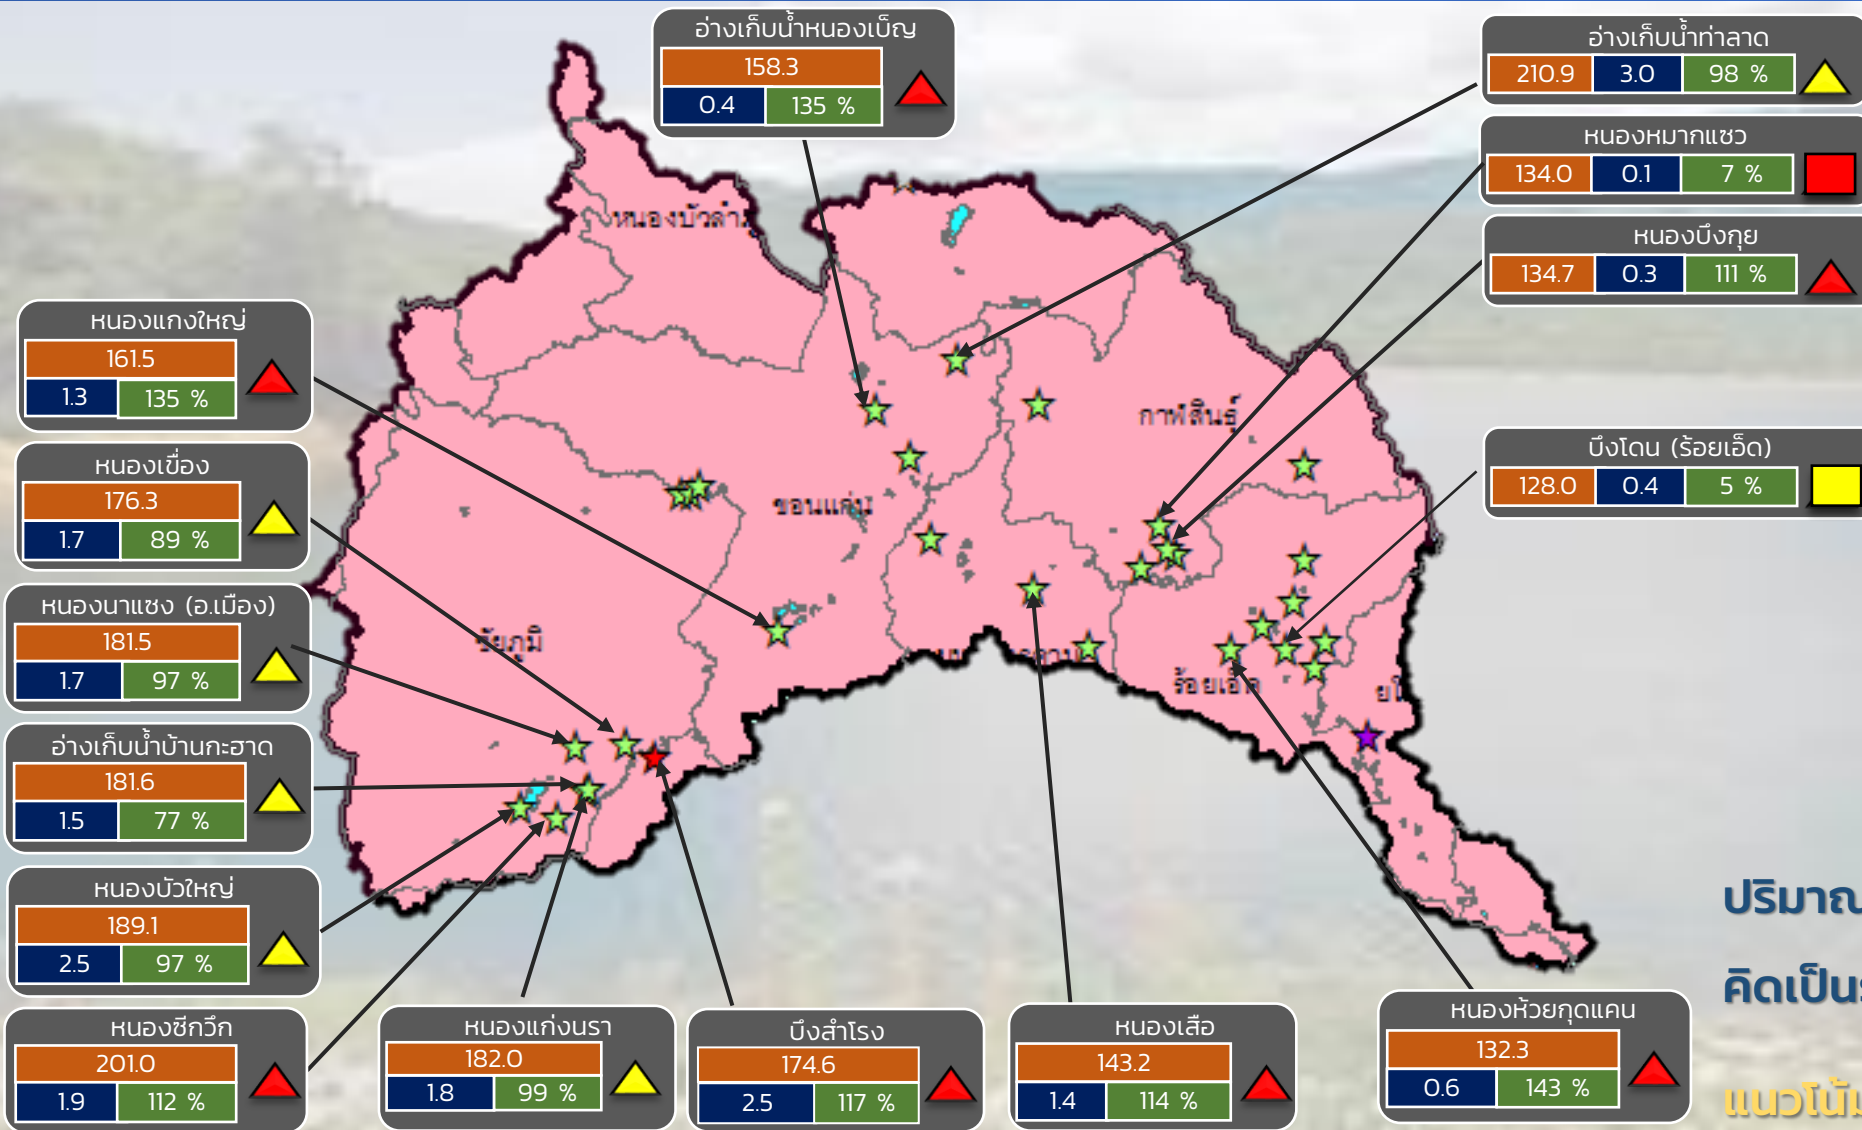 อ่างเก็บน้ำหนองเบ็ญ
158.3
0.4 135 %
อ่างเก็บน้ำท่าลาด
210.9 3.0 98 %
หนองหมากแซว
134.0 0.1 7 %
หนองบึงกุย
134.7 0.3 111 %
บึงโดน (ร้อยเอ็ด)
128.0 0.4 5 %
หนองแกงใหญ่
161.5
1.3 135 %
หนองเขื่อง
176.3
1.7 89 %
หนองนาแซง (อ.เมือง)
181.5
1.7 97 %
อ่างเก็บน้ำบ้านกะฮาด
181.6
1.5 77 %
หนองบัวใหญ่
189.1
2.5 97 %
หนองซีกวึก
201.0
1.9 112 %
หนองแก่งนรา
182.0
1.8 99 %
บึงสำโรง
174.6
2.5 117 %
หนองเสือ
143.2
1.4 114 %
หนองห้วยกุดแคน
132.3
0.6 143 %
หนองบัวลำภู
กาฬสินธุ์
ขอนแก่น
ชัยภูมิ
ร้อยเอ็ด
ปริมาณ
คิดเป็นร
แนวโน้ม